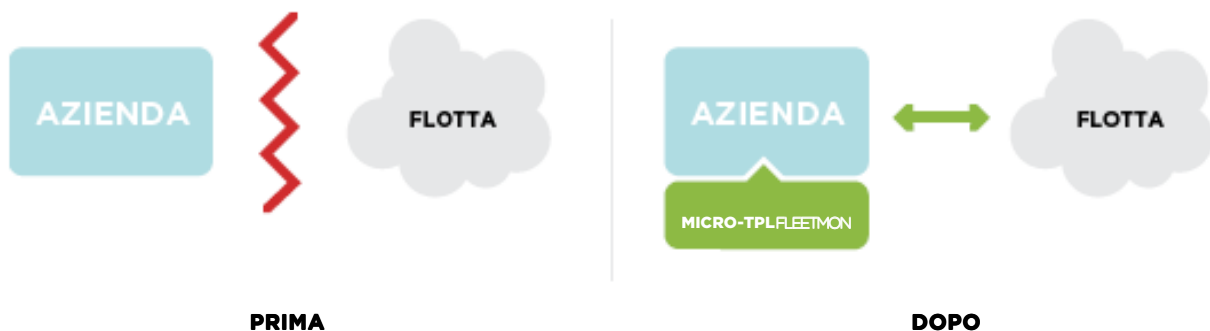 AZIENDA
FLOTTA
PRIMA
AZIENDA
FLOTTA
MICRO-TPLFLEETMON
DOPO